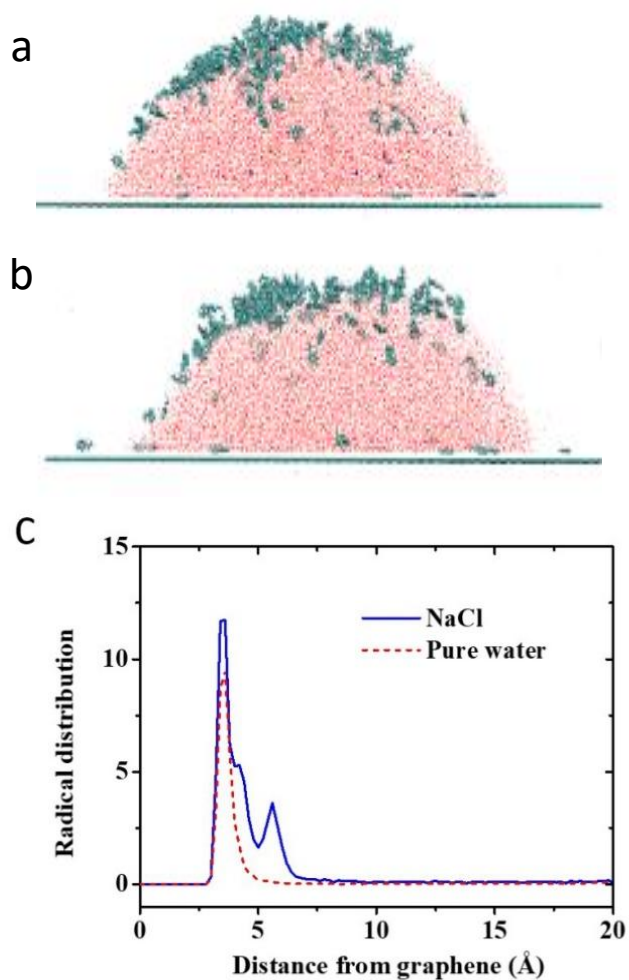 a
b
c
15
10
5
0
NaCl
Pure water
Radical distribution
0 5 10 15 20
Distance from graphene (Å)